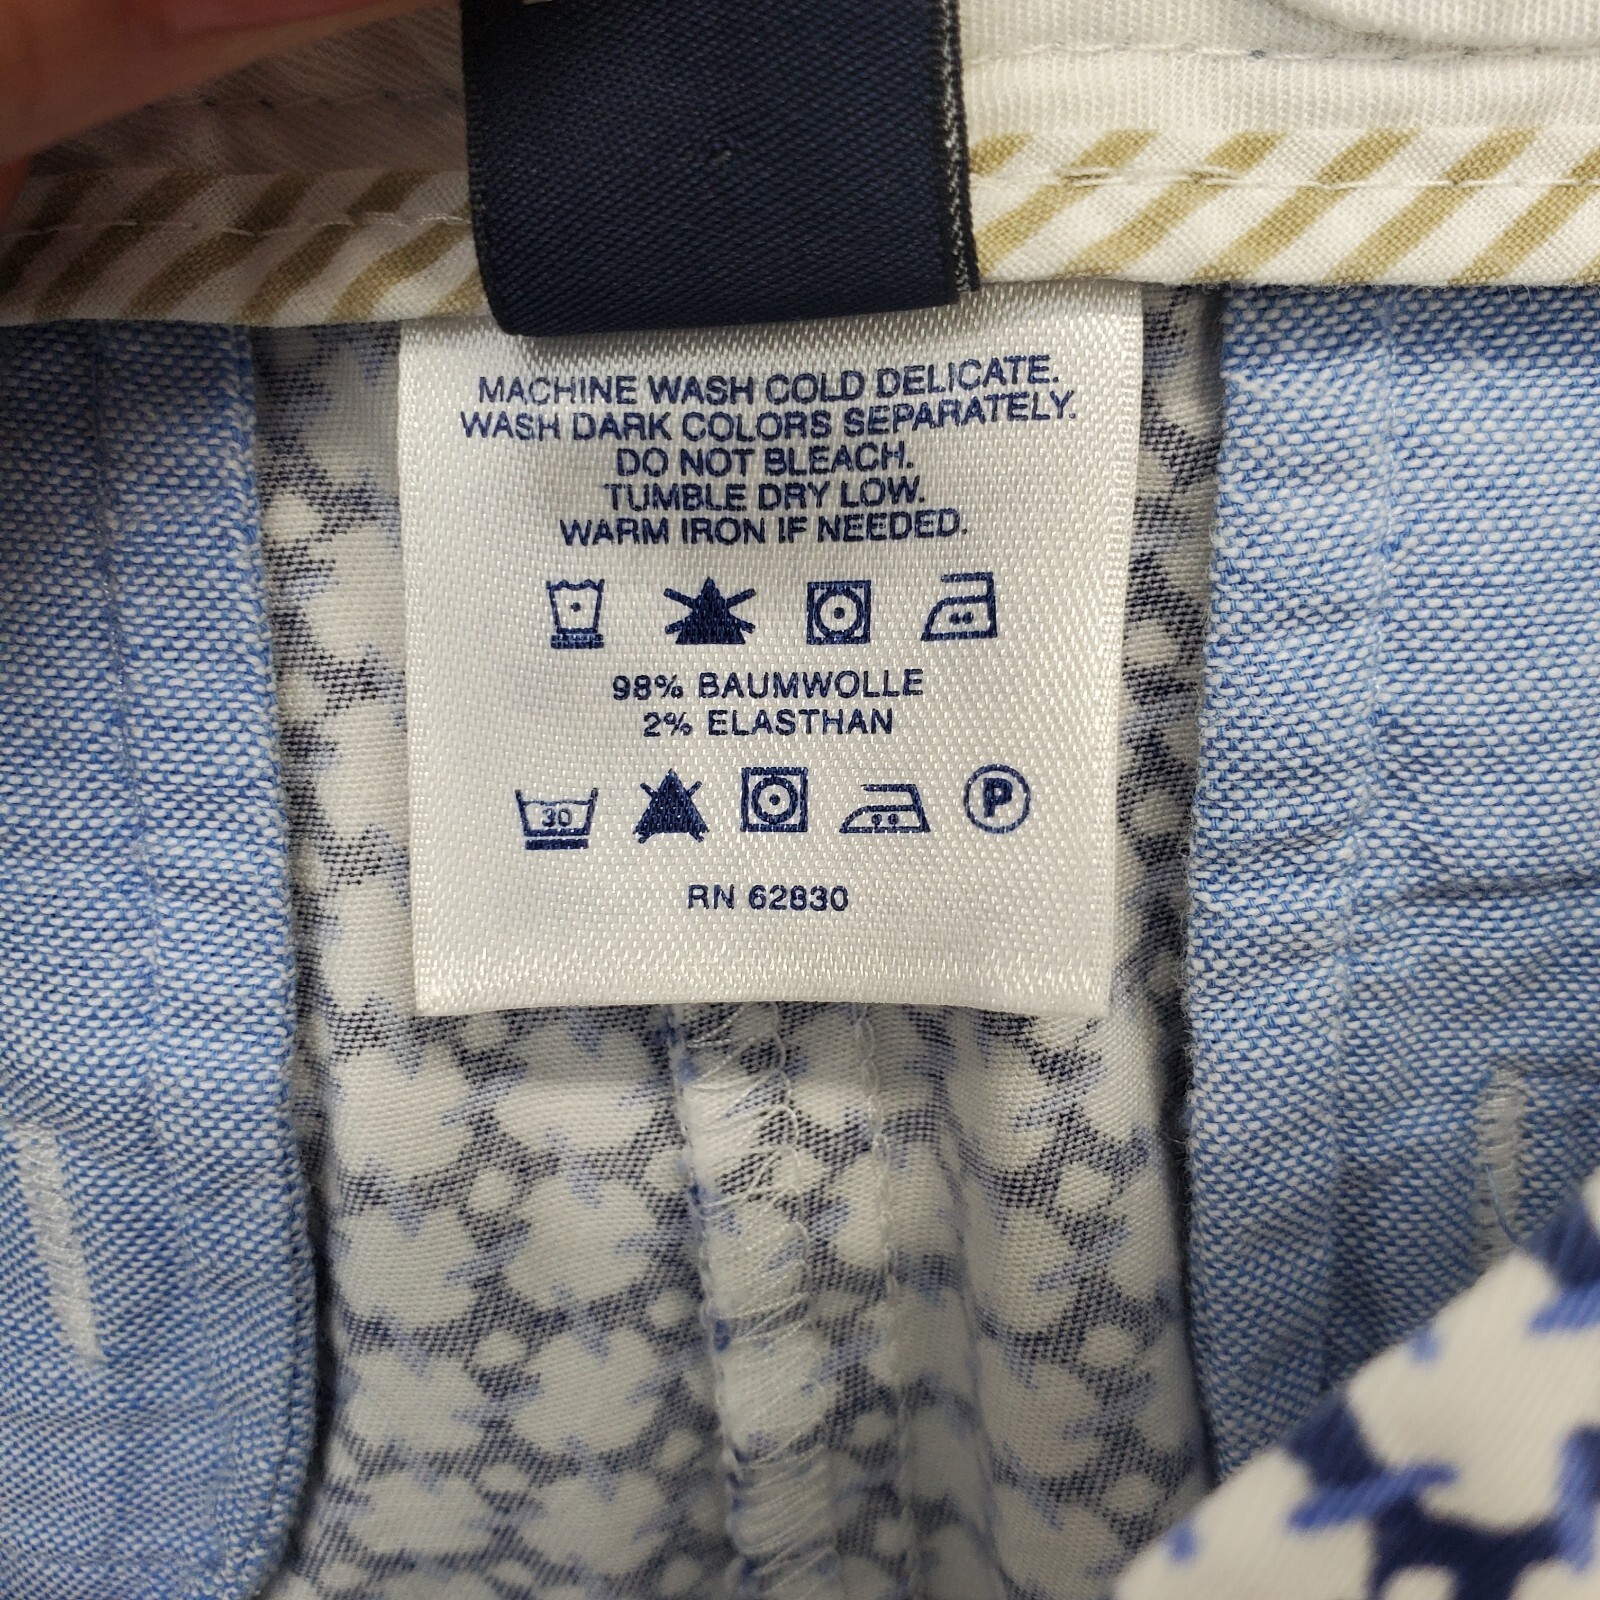 MACHINE WASH COLD DELICATE.
WASH DARK COLORS SEPARATELY.
DO NOT BLEACH.
TUMBLE DRY LOW.
WARM IRON IF NEEDED.
98% BAUMWOLLE
2% ELASTHAN
30 P
RN 62830